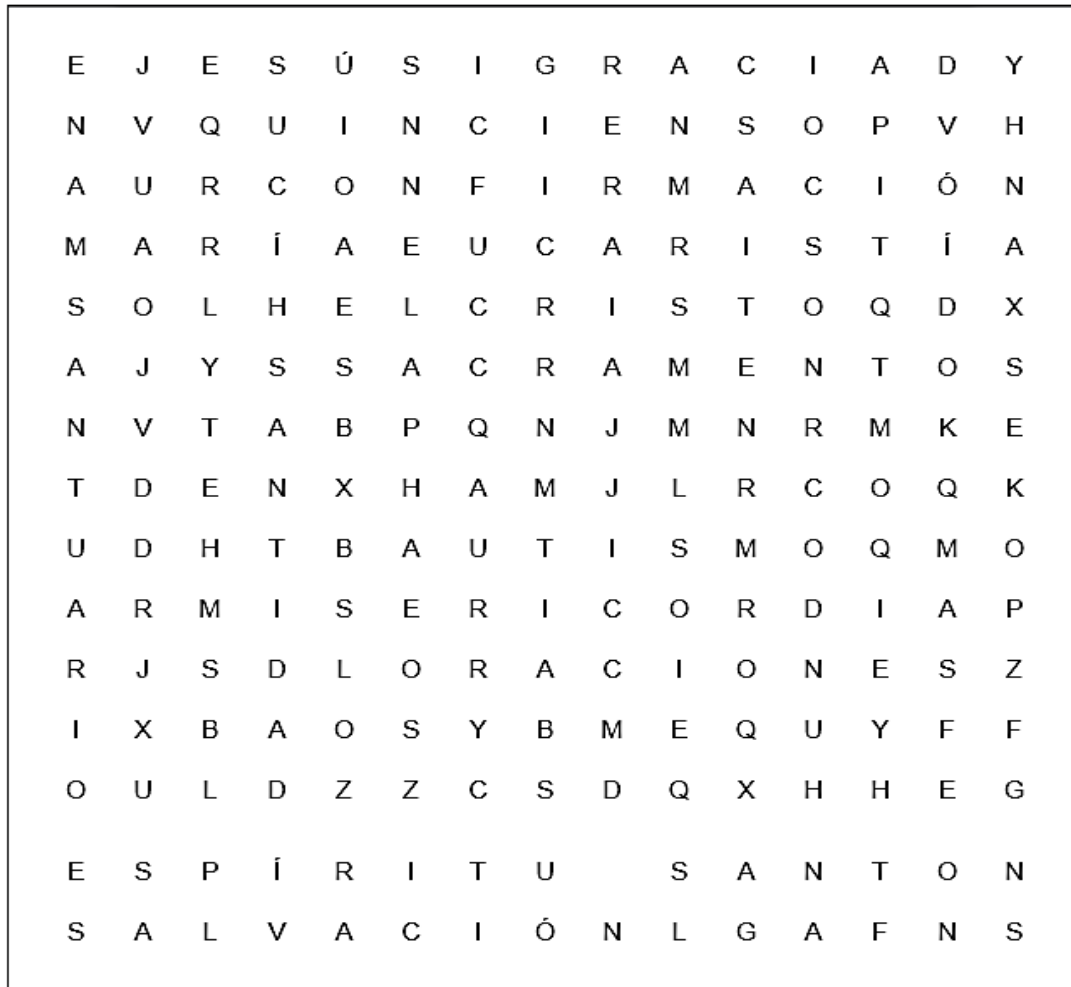 E J E S Ú S I G R A C I A D Y
N V Q U I N C I E N S O P V H
A U R C O N F I R M A C I Ó N
M A R Í A E U C A R I S T Í A
S O L H E L C R I S T O Q D X
A J Y S S A C R A M E N T O S
N V T A B P Q N J M N R M K E
T D E N X H A M J L R C O Q K
U D H T B A U T I S M O Q M O
A R M I S E R I C O R D I A P
R J S D L O R A C I O N E S Z
I X B A O S Y B M E Q U Y F F
O U L D Z Z C S D Q X H H E G
E S P Í R I T U S A N T O N
S A L V A C I Ó N L G A F N S